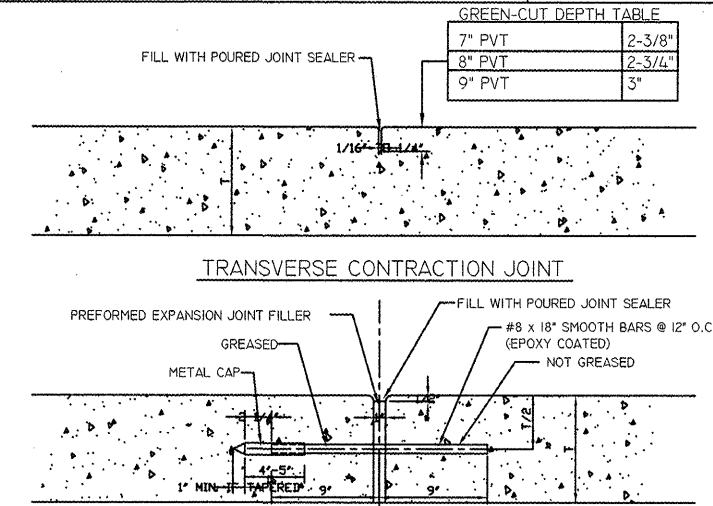 GREEN-CUT DEPTH TABLE
7" PVT 2-3/8"
8" PVT 2-3/4"
9" PVT 3"
FILL WITH POURED JOINT SEALER
1/16" 1/4"
T
TRANSVERSE CONTRACTION JOINT
PREFORMED EXPANSION JOINT FILLER
FILL WITH POURED JOINT SEALER
#8 x 18" SMOOTH BARS @ 12" O.C
(EPOXY COATED)
GREASED
NOT GREASED
METAL CAP
T/2
T
4"-5"
1" MIN TAPERED
9" 9"